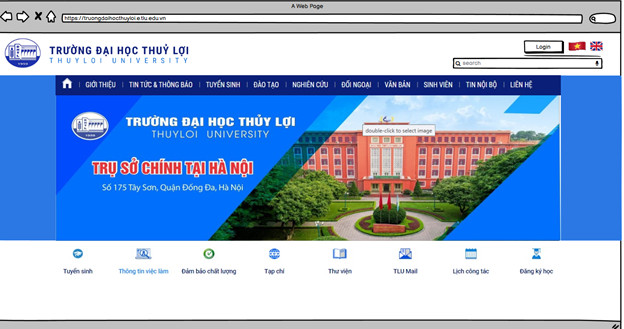 A Web Page
https://truongdaihocthuyloi.e.tlu.edu.vn
TRƯỜNG ĐẠI HỌC THUỶ LỢI
THUYLOI UNIVERSITY
Login
search
GIỚI THIỆU TIN TỨC & THÔNG BÁO TUYỂN SINH ĐÀO TẠO NGHIÊN CỨU ĐỐI NGOẠI VĂN BẢN SINH VIÊN TIN NỘI BỘ LIÊN HỆ
TRƯỜNG ĐẠI HỌC THỦY LỢI
THUYLOI UNIVERSITY
double-click to select image
TRỤ SỞ CHÍNH TẠI HÀ NỘI
Số 175 Tây Sơn, Quận Đống Đa, Hà Nội
Tuyển sinh Thông tin việc làm Đảm bảo chất lượng Tạp chí Thư viện TLU Mail Lịch công tác Đăng ký học